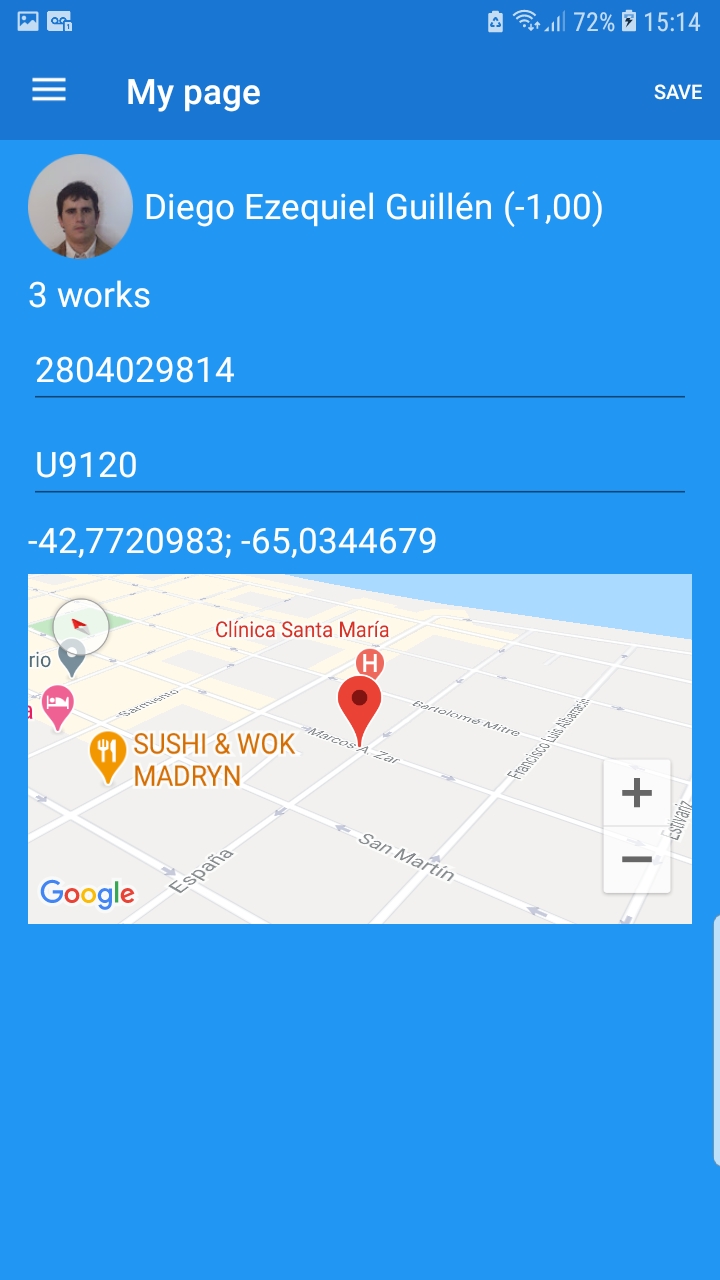 72% 15:14
My page
SAVE
Diego Ezequiel Guillén (-1,00)
3 works
2804029814
U9120
-42,7720983; -65,0344679
Clínica Santa María
H
rio
a
Sarmiento
Bartolomé Mitre
Francisco Luis Albarracín
SUSHI & WOK
MADRYN
Marcos A. Zar
+
Estivariz
San Martín
−
España
Google